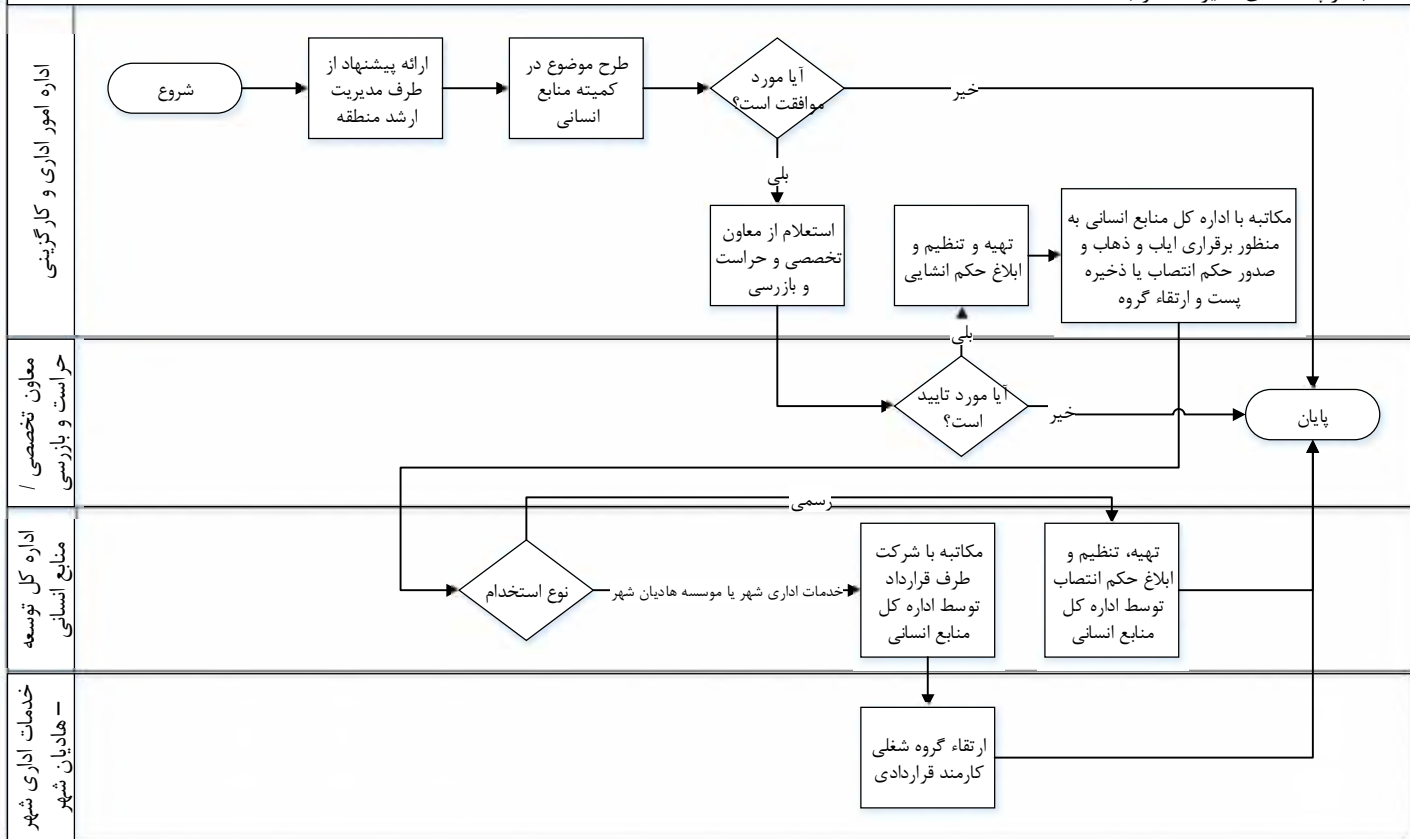 اداره امور اداری و کارگزینی
شروع
ارائه پیشنهاد از
طرف مدیریت
ارشد منطقه
طرح موضوع در
کمیته منابع
انسانی
آیا مورد
موافقت است؟
خیر
بلی
استعلام از معاون
تخصصی و حراست
و بازرسی
تهیه و تنظیم و
ابلاغ حکم انشایی
مکاتبه با اداره کل منابع انسانی به
منظور برقراری ایاب و ذهاب و
صدور حکم انتصاب یا ذخیره
پست و ارتقاء گروه
معاون تخصصی /
حراست و بازرسی
بلی
آیا مورد تایید
است؟
خیر
پایان
اداره کل توسعه
منابع انسانی
رسمی
نوع استخدام
خدمات اداری شهر یا موسسه هادیان شهر
مکاتبه با شرکت
طرف قرارداد
توسط اداره کل
منابع انسانی
تهیه، تنظیم و
ابلاغ حکم انتصاب
توسط اداره کل
منابع انسانی
خدمات اداری شهر
– هادیان شهر
ارتقاء گروه شغلی
کارمند قراردادی